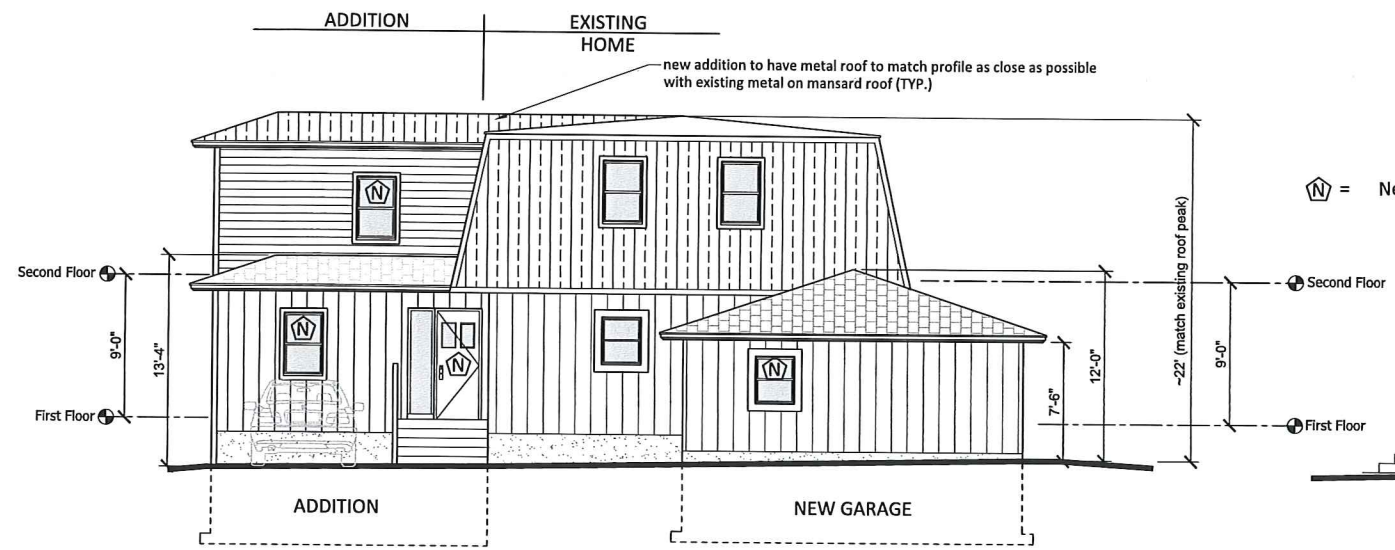 ADDITION
EXISTING
HOME
new addition to have metal roof to match profile as close as possible
with existing metal on mansard roof (TYP.)
N
N = Ne
Second Floor
Second Floor
9'-0"
13'-4"
N
N
N
7'-6"
12'-0"
~22' (match existing roof peak)
9'-0"
First Floor
First Floor
ADDITION
NEW GARAGE